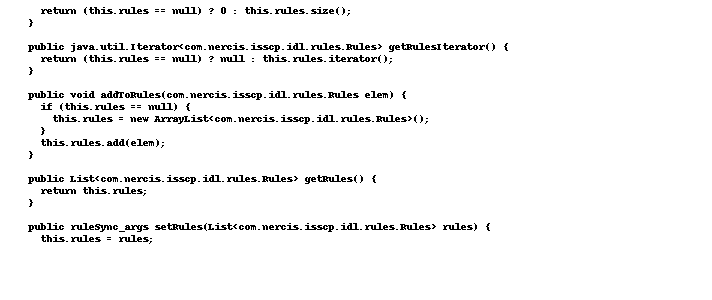 return (this.rules == null) ? 0 : this.rules.size();
}
public java.util.Iterator<com.nercis.isscp.idl.rules.Rules> getRulesIterator() {
return (this.rules == null) ? null : this.rules.iterator();
}
public void addToRules(com.nercis.isscp.idl.rules.Rules elem) {
if (this.rules == null) {
this.rules = new ArrayList<com.nercis.isscp.idl.rules.Rules>();
}
this.rules.add(elem);
}
public List<com.nercis.isscp.idl.rules.Rules> getRules() {
return this.rules;
}
public ruleSync_args setRules(List<com.nercis.isscp.idl.rules.Rules> rules) {
this.rules = rules;